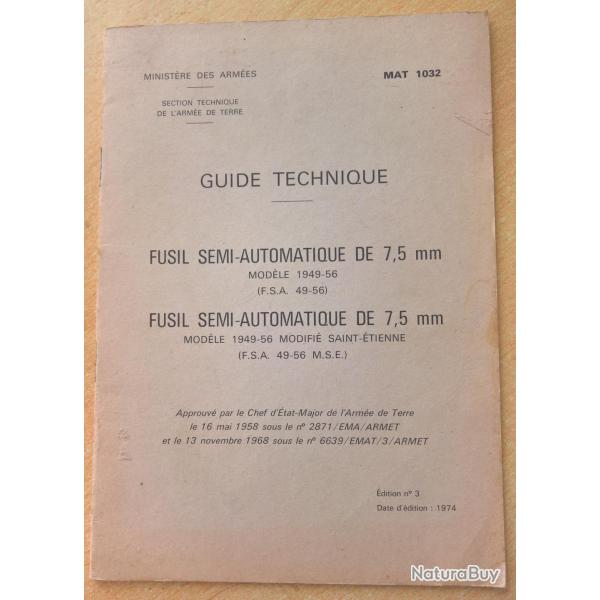 MINISTÈRE DES ARMÉES
MAT 1032
SECTION TECHNIQUE
DE L'ARMÉE DE TERRE
GUIDE TECHNIQUE
FUSIL SEMI-AUTOMATIQUE DE 7,5 mm
MODÈLE 1949-56
(F.S.A. 49-56)
FUSIL SEMI-AUTOMATIQUE DE 7,5 mm
MODÈLE 1949-56 MODIFIÉ SAINT-ÉTIENNE
(F.S.A. 49-56 M.S.E.)
Approuvé par le Chef d'État-Major de l'Armée de Terre
le 16 mai 1958 sous le nº 2871/EMA/ARMET
et le 13 novembre 1968 sous le nº 6639/EMAT/3/ARMET
Édition nº 3
Date d'édition : 1974
NaturaBuy